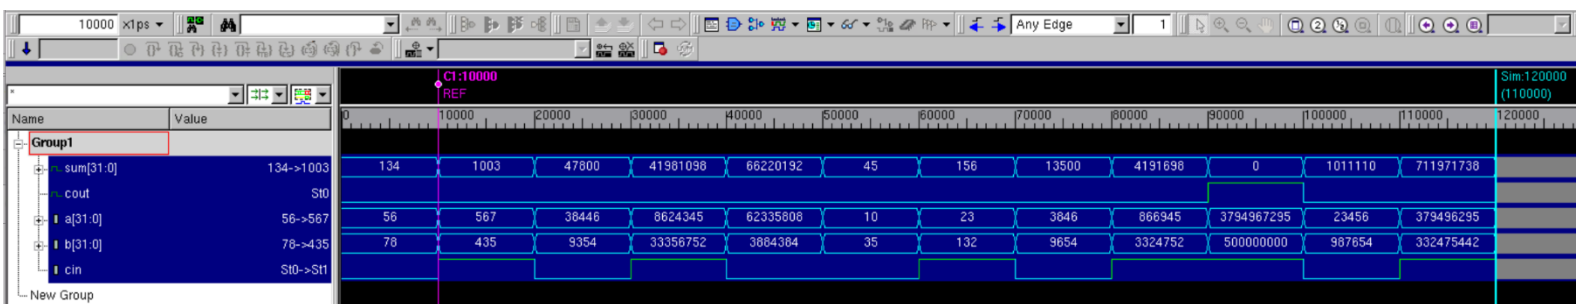 10000 x1ps Any Edge 1
C1:10000 Sim:120000
REF (110000)
*
Name Value 0 10000 20000 30000 40000 50000 60000 70000 80000 90000 100000 110000 120000
Group1
sum[31:0] 134->1003 134 1003 47800 41981098 66220192 45 156 13500 4191698 0 1011110 711971738
cout St0
a[31:0] 56->567 56 567 38446 8624345 62335808 10 23 3846 866945 3794967295 23456 379496295
b[31:0] 78->435 78 435 9354 33356752 3884384 35 132 9654 3324752 500000000 987654 332475442
cin St0->St1
New Group